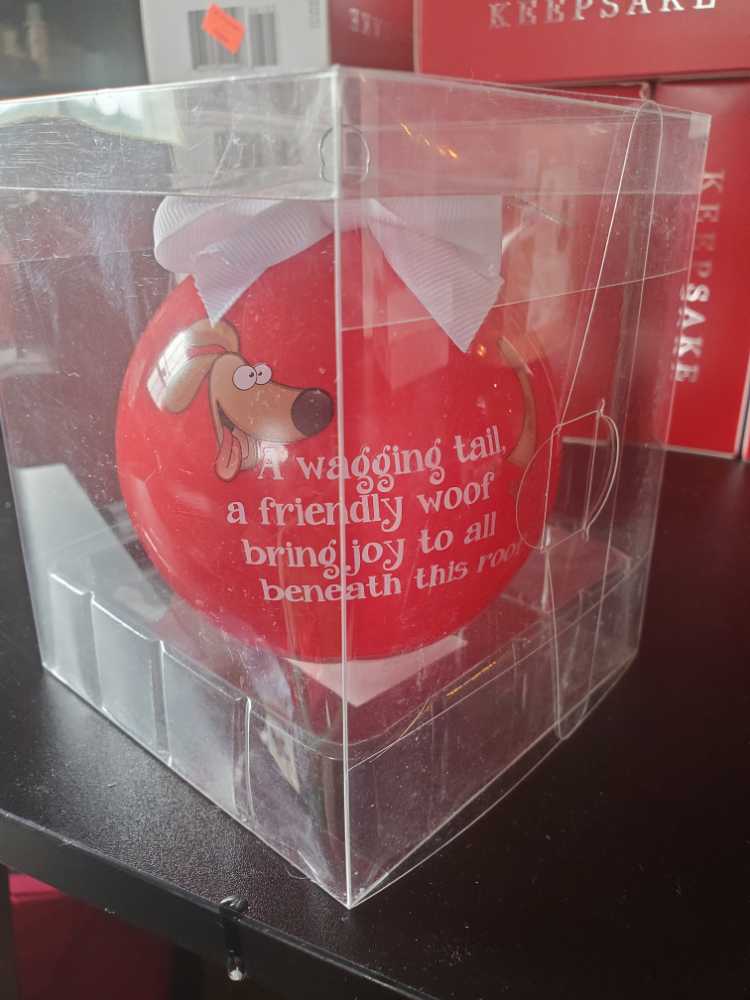 KEEPSAKE
KEEPSAKE
A wagging tail,
a friendly woof
bring joy to all
beneath this roof